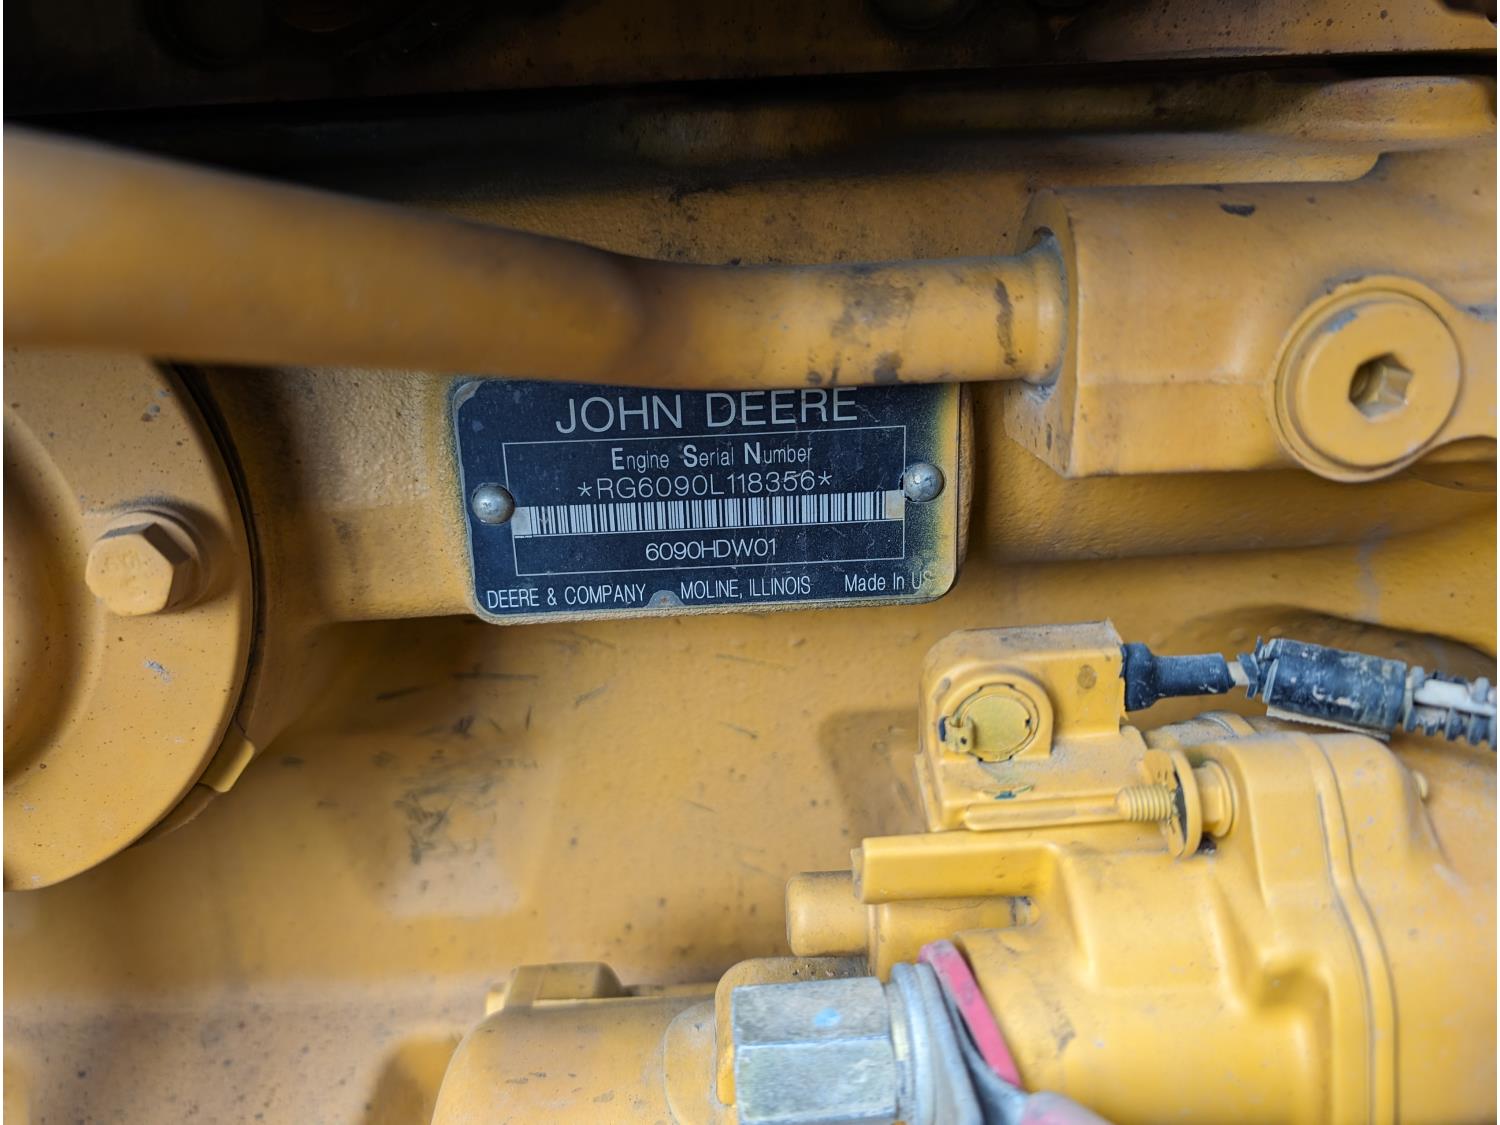 JOHN DEERE
Engine Serial Number
*RG6090L118356*
6090HDW01
DEERE & COMPANY MOLINE, ILLINOIS Made In US